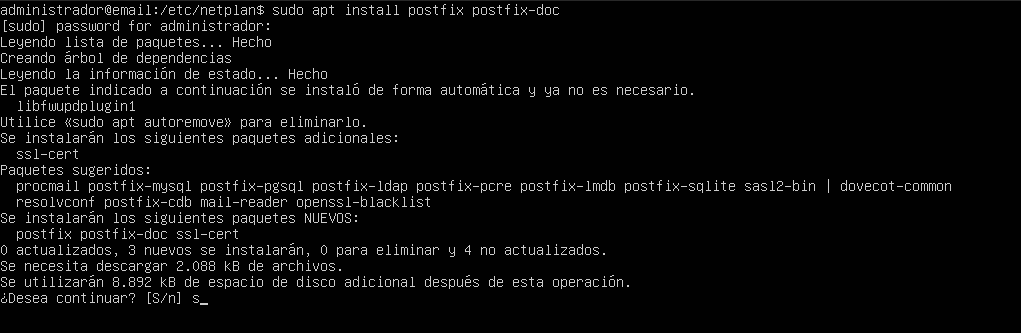 administrador@email:/etc/netplan$ sudo apt install postfix postfix-doc
[sudo] password for administrador:
Leyendo lista de paquetes... Hecho
Creando árbol de dependencias
Leyendo la información de estado... Hecho
El paquete indicado a continuación se instaló de forma automática y ya no es necesario.
  libfwupdplugin1
Utilice «sudo apt autoremove» para eliminarlo.
Se instalarán los siguientes paquetes adicionales:
  ssl-cert
Paquetes sugeridos:
  procmail postfix-mysql postfix-pgsql postfix-ldap postfix-pcre postfix-lmdb postfix-sqlite sasl2-bin | dovecot-common
  resolvconf postfix-cdb mail-reader openssl-blacklist
Se instalarán los siguientes paquetes NUEVOS:
  postfix postfix-doc ssl-cert
0 actualizados, 3 nuevos se instalarán, 0 para eliminar y 4 no actualizados.
Se necesita descargar 2.088 kB de archivos.
Se utilizarán 8.892 kB de espacio de disco adicional después de esta operación.
¿Desea continuar? [S/n] s_